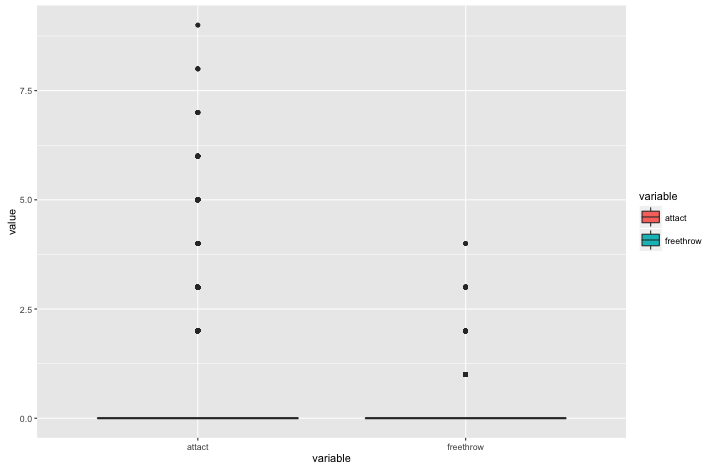 7.5
5.0
2.5
0.0
value
attact
freethrow
variable
variable
attact
freethrow